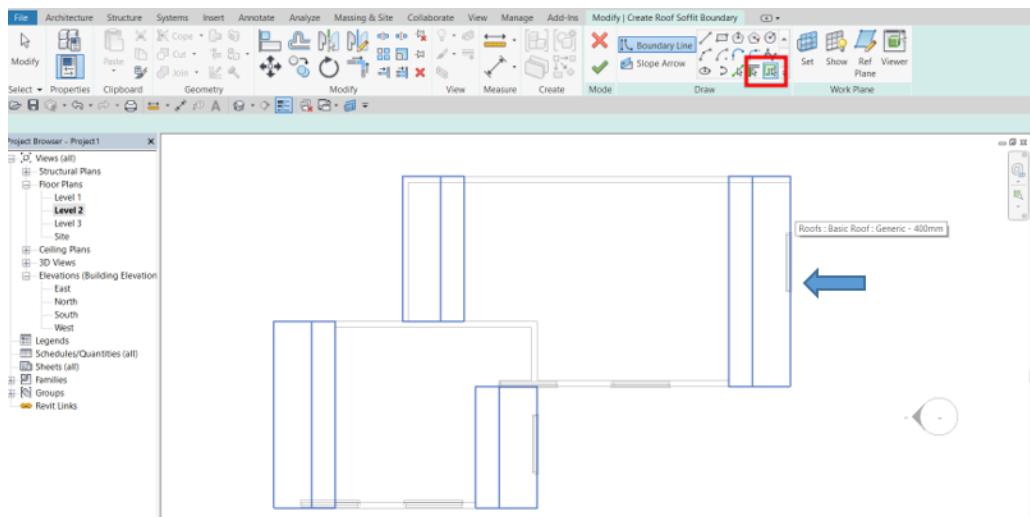 File Architecture Structure Systems Insert Annotate Analyze Massing & Site Collaborate View Manage Add-Ins Modify | Create Roof Soffit Boundary
Modify
Paste
Cope
Cut
Join
Boundary Line
Slope Arrow
Set Show Ref Plane Viewer
Select Properties Clipboard Geometry Modify View Measure Create Mode Draw Work Plane
Project Browser - Project1
Views (all)
Structural Plans
Floor Plans
Level 1
Level 2
Level 3
Site
Ceiling Plans
3D Views
Elevations (Building Elevation
East
North
South
West
Legends
Schedules/Quantities (all)
Sheets (all)
Families
Groups
Revit Links
Roofs : Basic Roof : Generic - 400mm